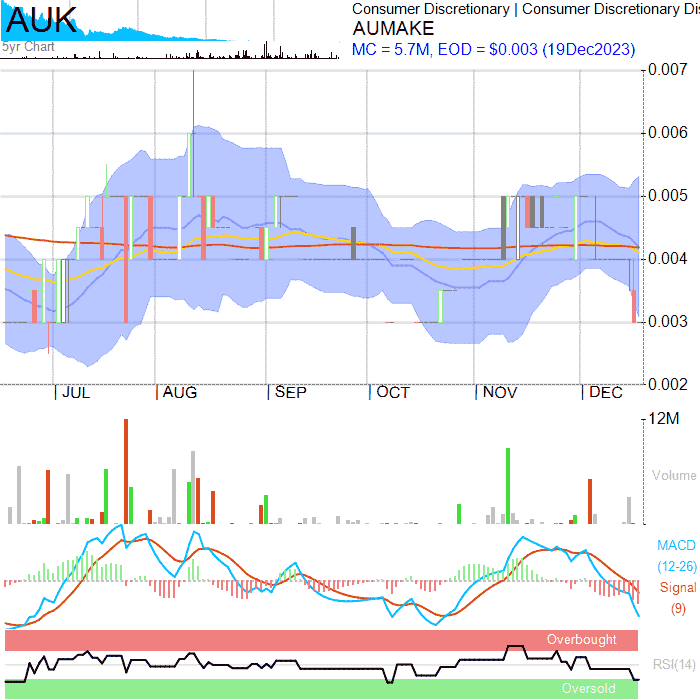 AUK
Consumer Discretionary | Consumer Discretionary Dis
AUMAKE
5yr Chart
MC = 5.7M, EOD = $0.003 (19Dec2023)
0.007
0.006
0.005
0.004
0.003
0.002
JUL
AUG
SEP
OCT
NOV
DEC
12M
Volume
MACD
(12-26)
Signal
(9)
Overbought
RSI(14)
Oversold